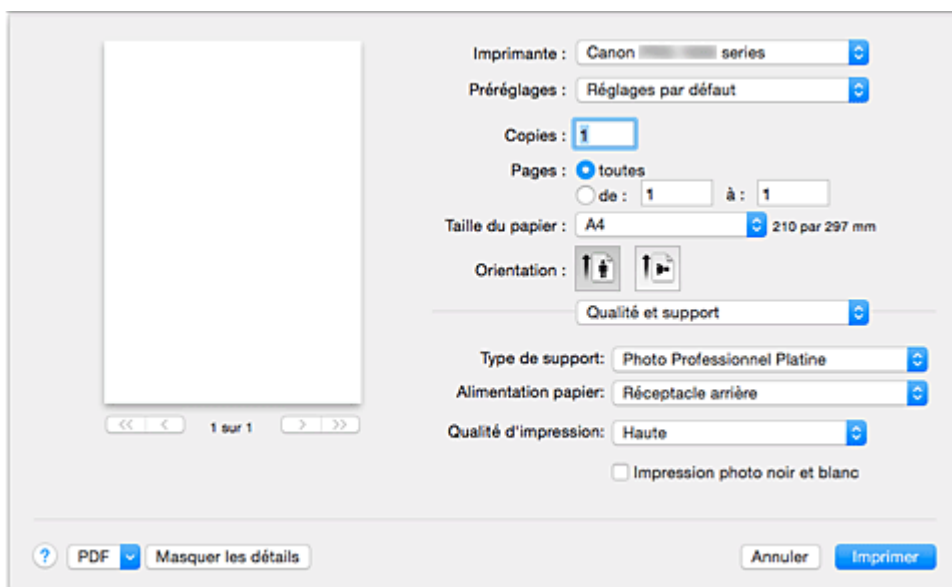 Imprimante : Canon series
Préréglages : Réglages par défaut
Copies : 1
Pages : toutes
de : 1 à : 1
Taille du papier : A4 210 par 297 mm
Orientation :
Qualité et support
Type de support: Photo Professionnel Platine
Alimentation papier: Réceptacle arrière
<< < 1 sur 1 > >>
Qualité d'impression: Haute
Impression photo noir et blanc
? PDF Masquer les détails Annuler Imprimer